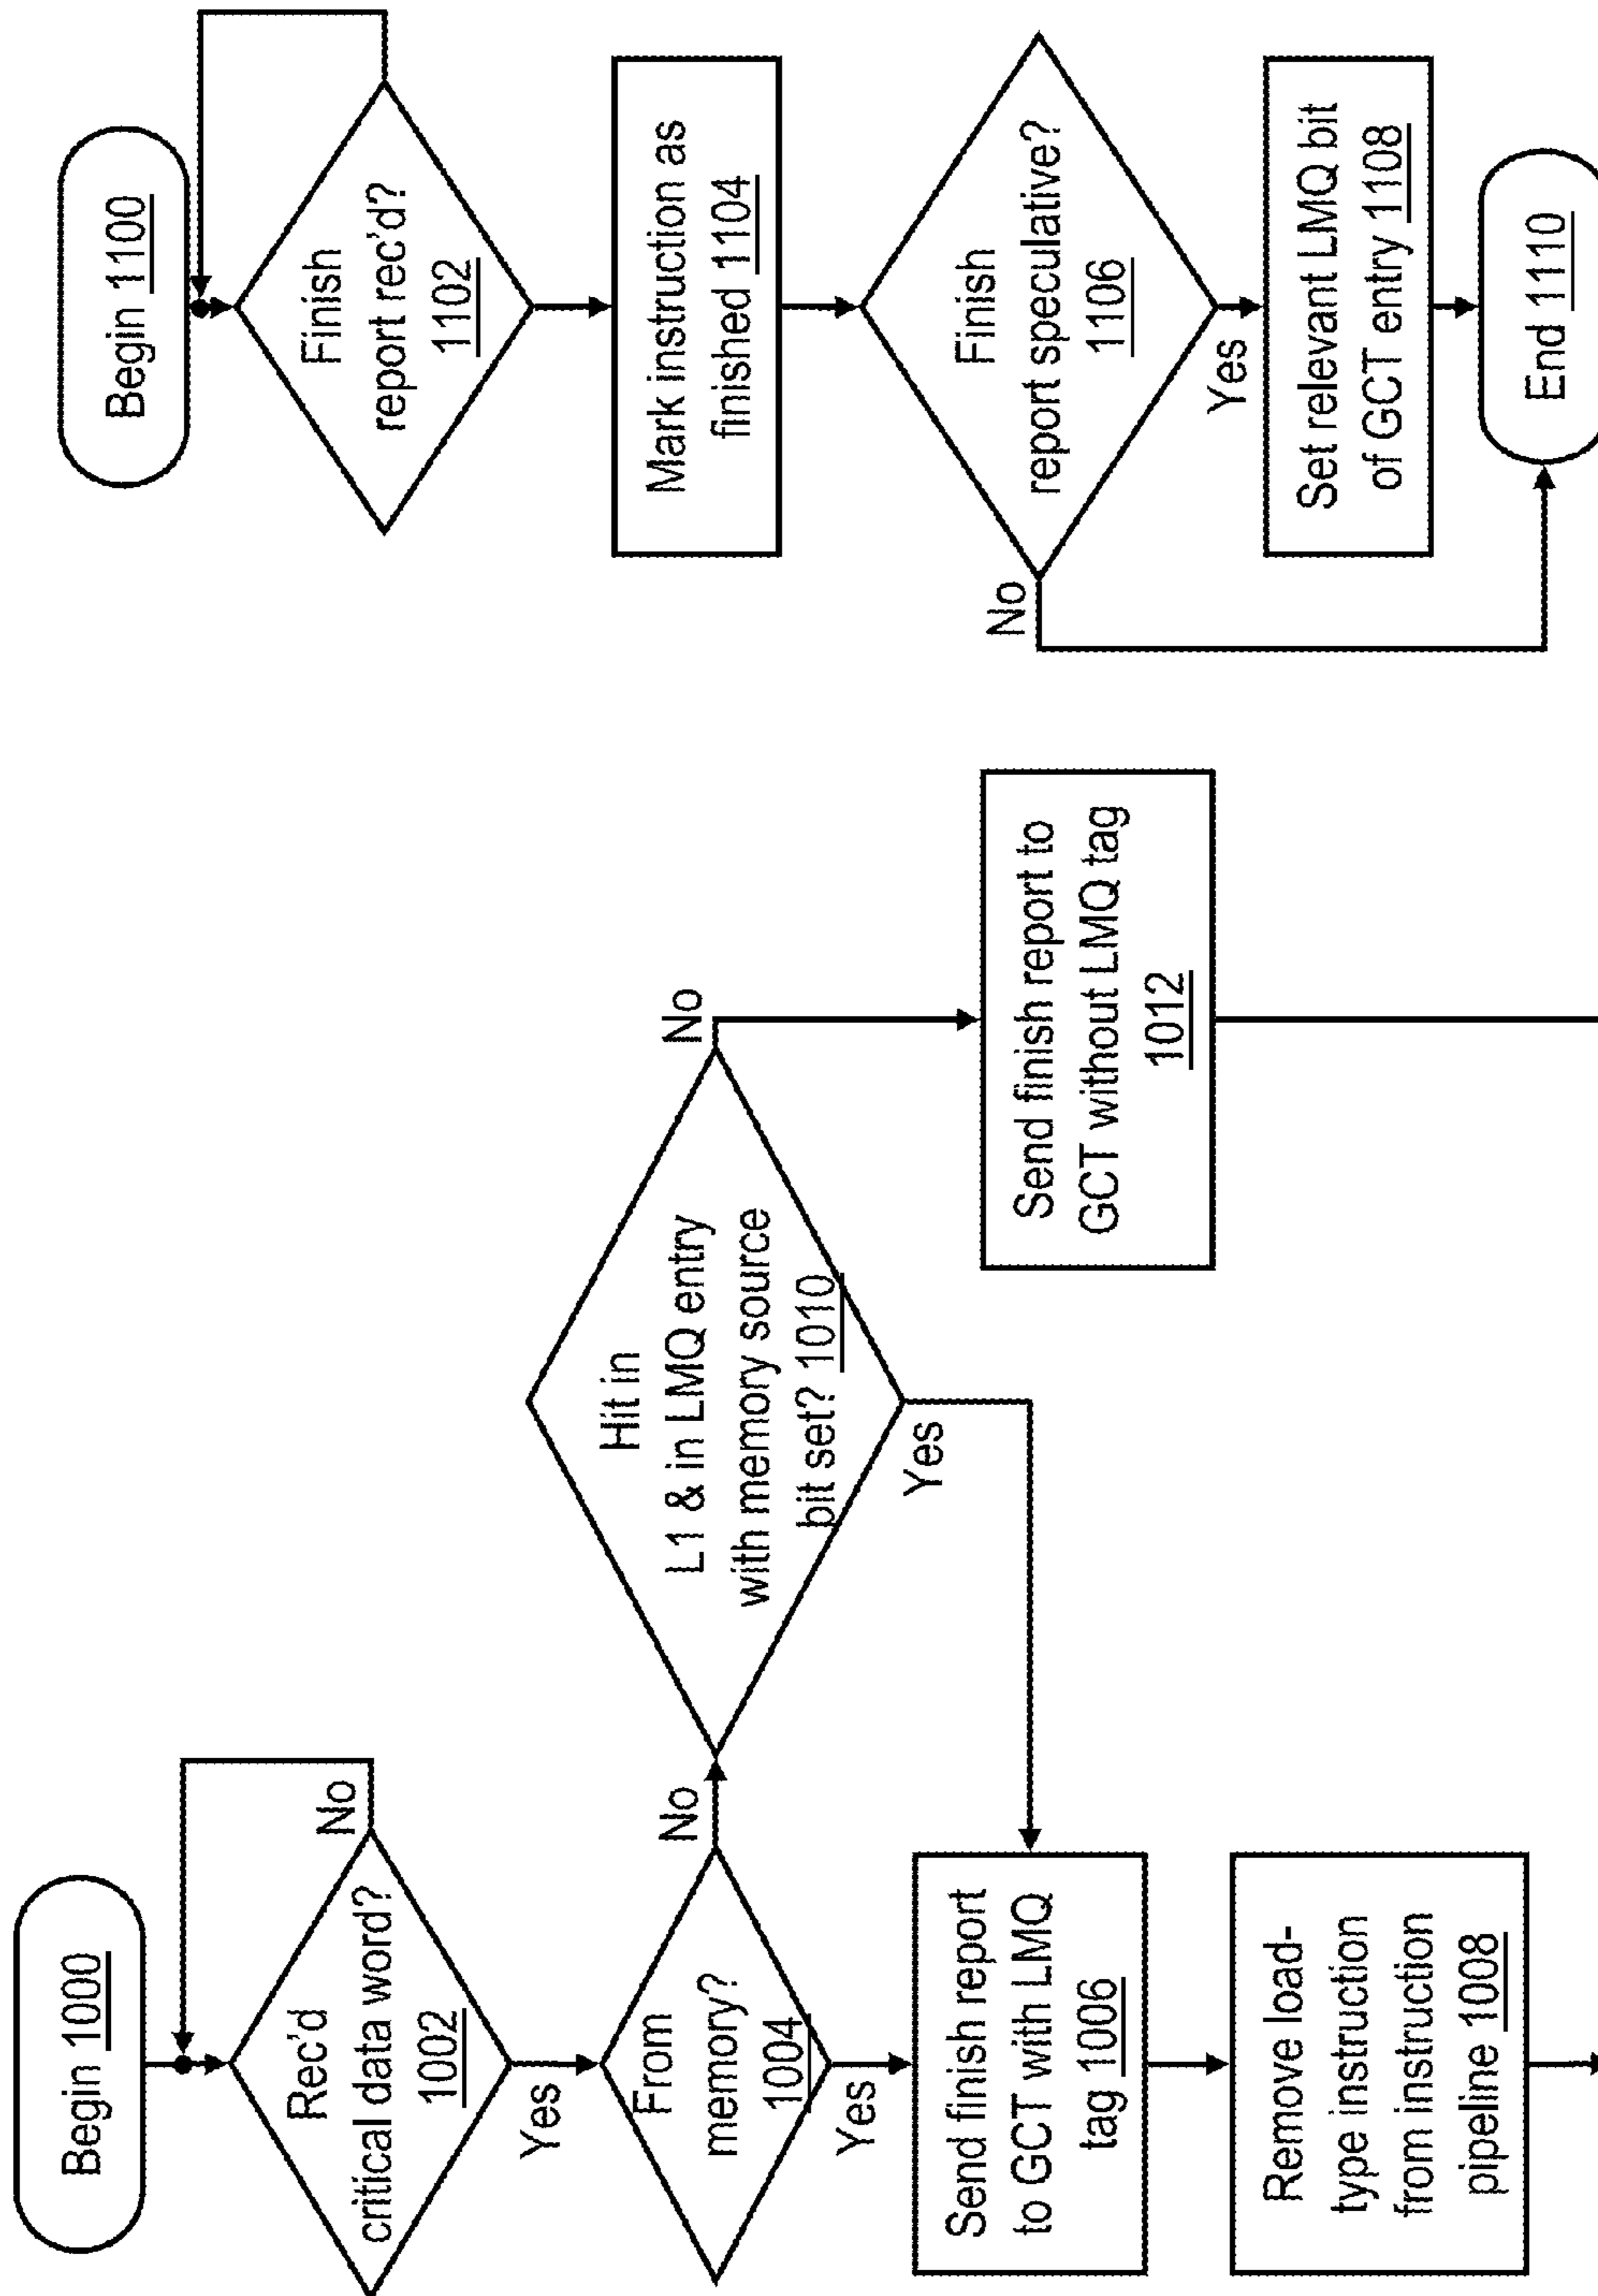 Begin 1000
Rec'd
critical data word?
1002
No
Yes
From
memory?
1004
No
Yes
Send finish report
to GCT with LMQ
tag 1006
Remove load-
type instruction
from instruction
pipeline 1008
Hit in
L1 & in LMQ entry
with memory source
bit set? 1010
No
Yes
Send finish report to
GCT without LMQ tag
1012
Begin 1100
Finish
report rec'd?
1102
Mark instruction as
finished 1104
Finish
report speculative?
1106
No
Yes
Set relevant LMQ bit
of GCT entry 1108
End 1110